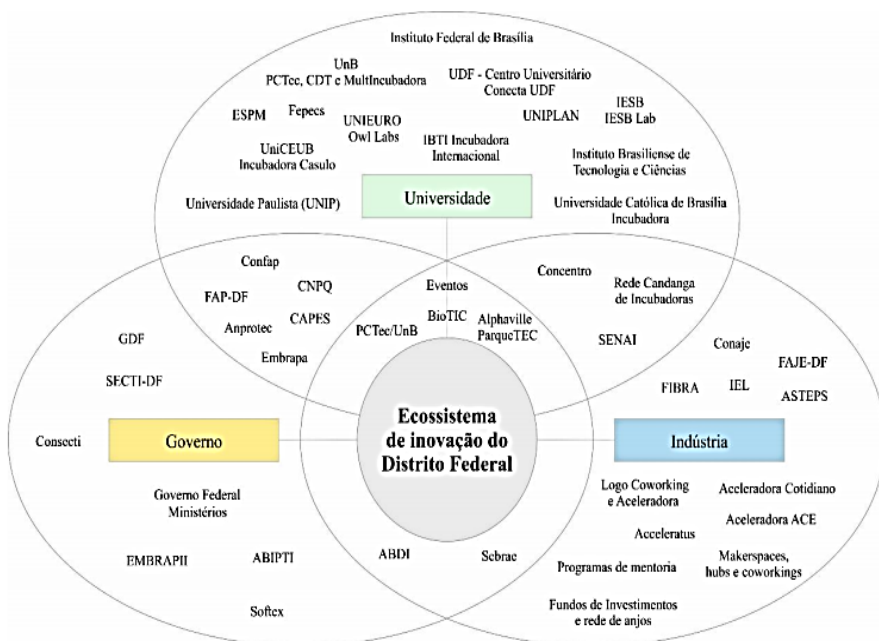 Instituto Federal de Brasília
UnB
PCTec, CDT e MultIncubadora
UDF - Centro Universitário
Conecta UDF
ESPM
Fepecs
UNIEURO
Owl Labs
UNIPLAN
IESB
IESB Lab
UniCEUB
Incubadora Casulo
IBTI Incubadora
Internacional
Instituto Brasiliense de
Tecnologia e Ciências
Universidade Paulista (UNIP)
Universidade
Universidade Católica de Brasília
Incubadora
Confap
CNPQ
FAP-DF
CAPES
Anprotec
Embrapa
Eventos
BioTIC
PCTec/UnB
Alphaville
ParqueTEC
Concentro
Rede Candanga
de Incubadoras
SENAI
GDF
SECTI-DF
Consecti
Governo
Governo Federal
Ministérios
EMBRAPII
ABIPTI
Softex
Ecossistema
de inovação do
Distrito Federal
Conaje
FAJE-DF
FIBRA
IEL
ASTEPS
Indústria
Logo Coworking
e Aceleradora
Aceleradora Cotidiano
Aceleradora ACE
Acceleratus
Programas de mentoria
Makerspaces,
hubs e coworkings
Fundos de Investimentos
e rede de anjos
ABDI
Sebrae